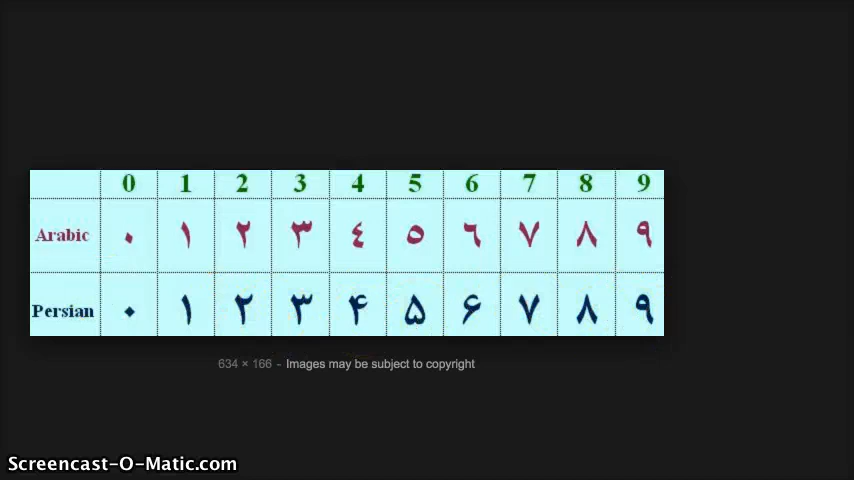 0 1 2 3 4 5 6 7 8 9
Arabic ٠ ١ ٢ ٣ ٤ ٥ ٦ ٧ ٨ ٩
Persian ۰ ۱ ۲ ۳ ۴ ۵ ۶ ۷ ۸ ۹
634 × 166 - Images may be subject to copyright
Screencast-O-Matic.com